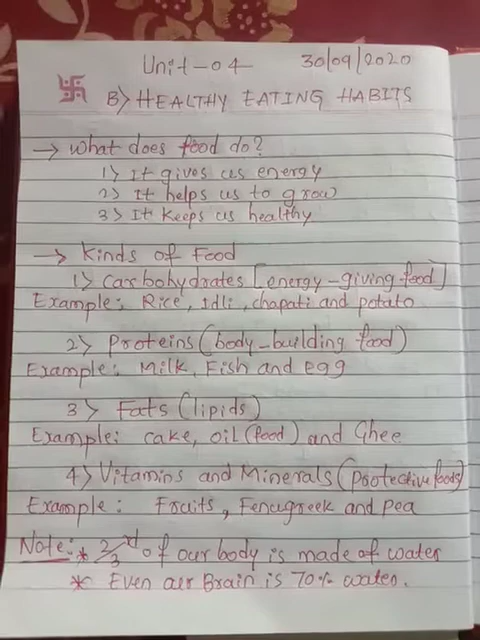 Unit-04 30/09/2020
卐 B> HEALTHY EATING HABITS
→ What does food do?
1> It gives us energy
2> It helps us to grow
3> It keeps us healthy
→ Kinds of Food
1> Carbohydrates [energy-giving food]
Example: Rice, Idli, chapati and potato
2> Proteins (body-building food)
Example: Milk, Fish and egg
3> Fats (lipids)
Example: cake, oil (food) and Ghee
4> Vitamins and Minerals (protective foods)
Example: Fruits, Fenugreek and pea
Note: * 2/3rd of our body is made of water
* Even our Brain is 70% water.